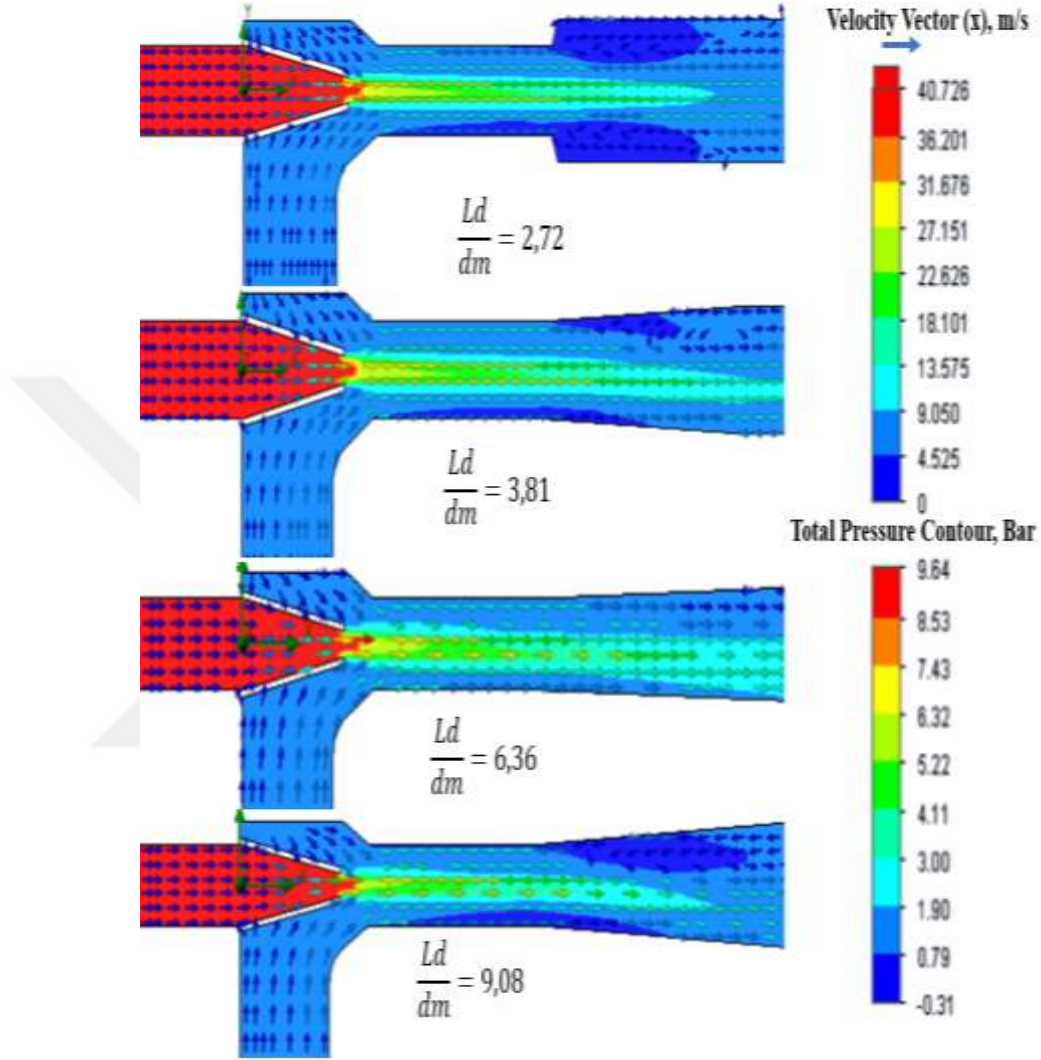 Y
Velocity Vector (x), m/s
40.726
36.201
31.676
27.151
22.626
18.101
13.575
9.050
4.525
0
Ld
dm = 2,72
Ld
dm = 3,81
Total Pressure Contour, Bar
9.64
8.53
7.43
6.32
5.22
4.11
3.00
1.90
0.79
-0.31
Ld
dm = 6,36
Ld
dm = 9,08